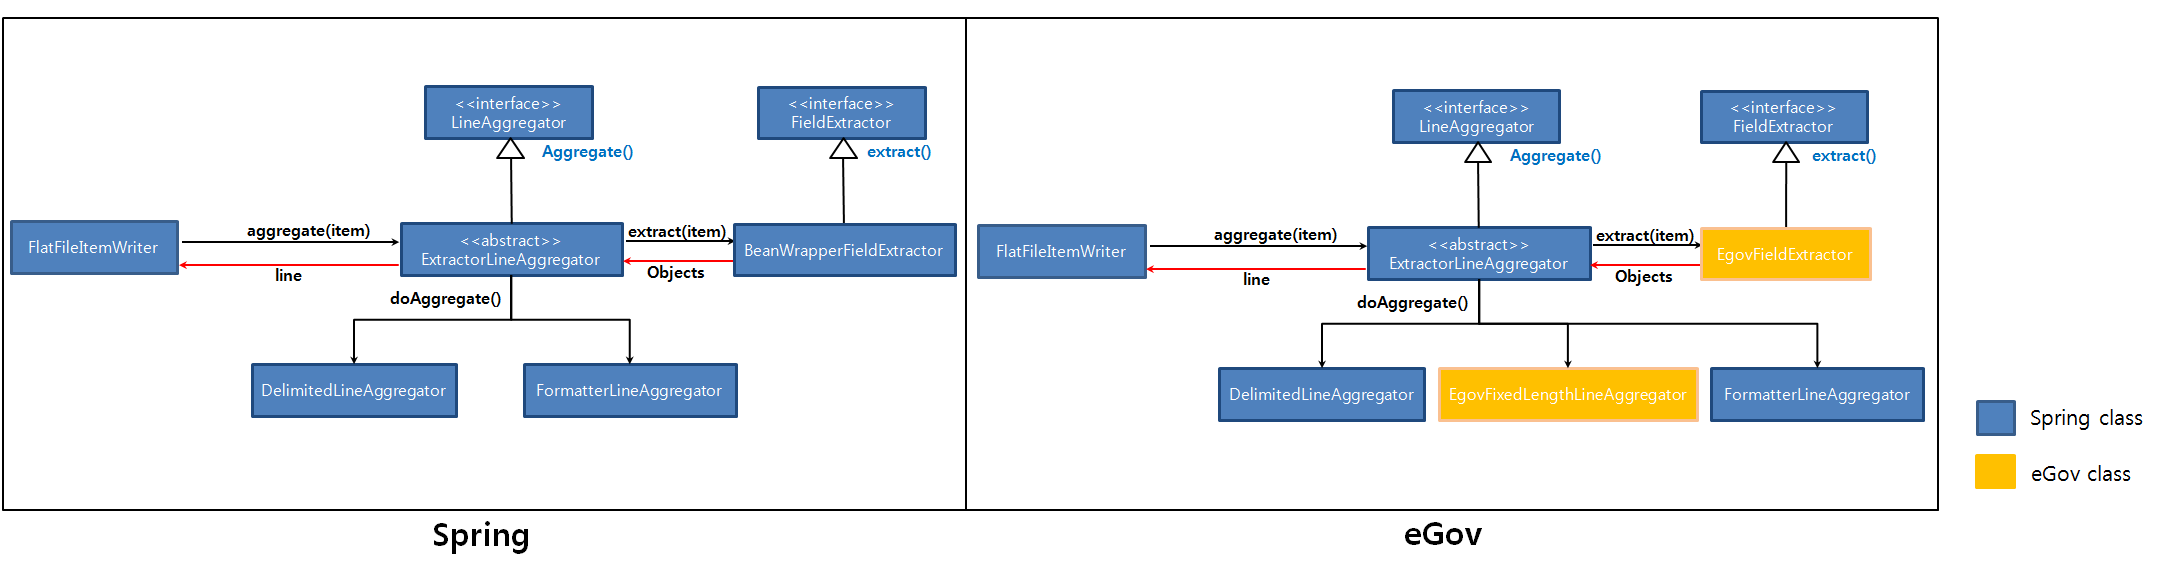 <<interface>>
LineAggregator
<<interface>>
FieldExtractor
Aggregate()
extract()
FlatFileItemWriter
aggregate(item)
line
<<abstract>>
ExtractorLineAggregator
extract(item)
Objects
BeanWrapperFieldExtractor
doAggregate()
DelimitedLineAggregator
FormatterLineAggregator
Spring
<<interface>>
LineAggregator
<<interface>>
FieldExtractor
Aggregate()
extract()
FlatFileItemWriter
aggregate(item)
line
<<abstract>>
ExtractorLineAggregator
extract(item)
Objects
EgovFieldExtractor
doAggregate()
DelimitedLineAggregator
EgovFixedLengthLineAggregator
FormatterLineAggregator
eGov
Spring class
eGov class